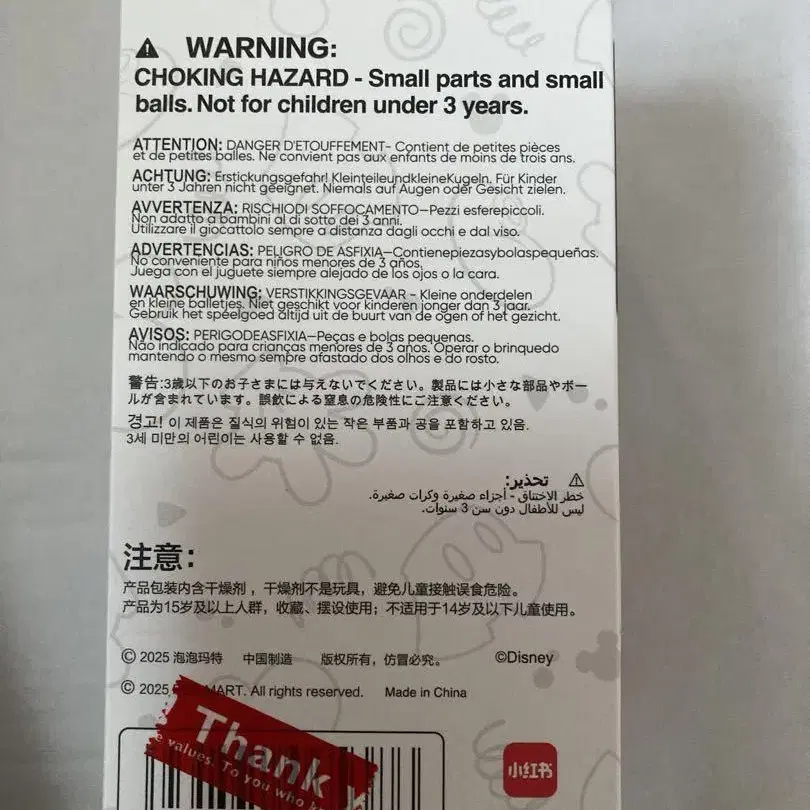 ⚠ WARNING:
CHOKING HAZARD - Small parts and small
balls. Not for children under 3 years.
ATTENTION: DANGER D'ETOUFFEMENT- Contient de petites pièces
et de petites balles. Ne convient pas aux enfants de moins de trois ans.
ACHTUNG: Erstickungsgefahr! KleinteileundkleineKugeln. Für Kinder
unter 3 Jahren nicht geeignet. Niemals auf Augen oder Gesicht zielen.
AVVERTENZA: RISCHIODI SOFFOCAMENTO—Pezzi esferepiccoli.
Non adatto a bambini al di sotto dei 3 anni.
Utilizzare il giocattolo sempre a distanza dagli occhi e dal viso.
ADVERTENCIAS: PELIGRO DE ASFIXIA—Contienepiezasybolaspequeñas.
No conveniente para niños menores de 3 años.
Juega con el juguete siempre alejado de los ojos o la cara.
WAARSCHUWING: VERSTIKKINGSGEVAAR - Kleine onderdelen
en kleine balletjes. Niet geschikt voor kinderen jonger dan 3 jaar.
Gebruik het speelgoed altijd uit de buurt van de ogen of het gezicht.
AVISOS: PERIGODEASFIXIA—Peças e bolas pequenas.
Não indicado para crianças menores de 3 anos. Operar o brinquedo
mantendo o mesmo sempre afastado dos olhos e do rosto.
警告:3歳以下のお子さまには与えないでください。製品には小さな部品やボー
ルが含まれています。誤飲による窒息の危険性にご注意ください。
경고! 이 제품은 질식의 위험이 있는 작은 부품과 공을 포함하고 있음.
3세 미만의 어린이는 사용할 수 없음.
⚠ تحذير:
خطر الاختناق - أجزاء صغيرة وكرات صغيرة.
ليس للأطفال دون سن 3 سنوات.
注意：
产品包装内含干燥剂，干燥剂不是玩具，避免儿童接触误食危险。
产品为15岁及以上人群，收藏、摆设使用；不适用于14岁及以下儿童使用。
© 2025 泡泡玛特 中国制造 版权所有，仿冒必究。 ©Disney
© 2025 MART. All rights reserved. Made in China
Thank
values. To you who
小红书